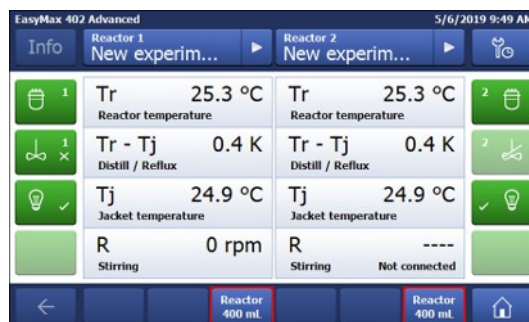 EasyMax 402 Advanced
5/6/2019 9:49 AM
Info
Reactor 1
New experim...
Reactor 2
New experim...
1
Tr 25.3 °C
Reactor temperature
Tr 25.3 °C
Reactor temperature
2
1
Tr - Tj 0.4 K
Distill / Reflux
Tr - Tj 0.4 K
Distill / Reflux
2
Tj 24.9 °C
Jacket temperature
Tj 24.9 °C
Jacket temperature
R 0 rpm
Stirring
R ----
Stirring Not connected
Reactor
400 mL
Reactor
400 mL